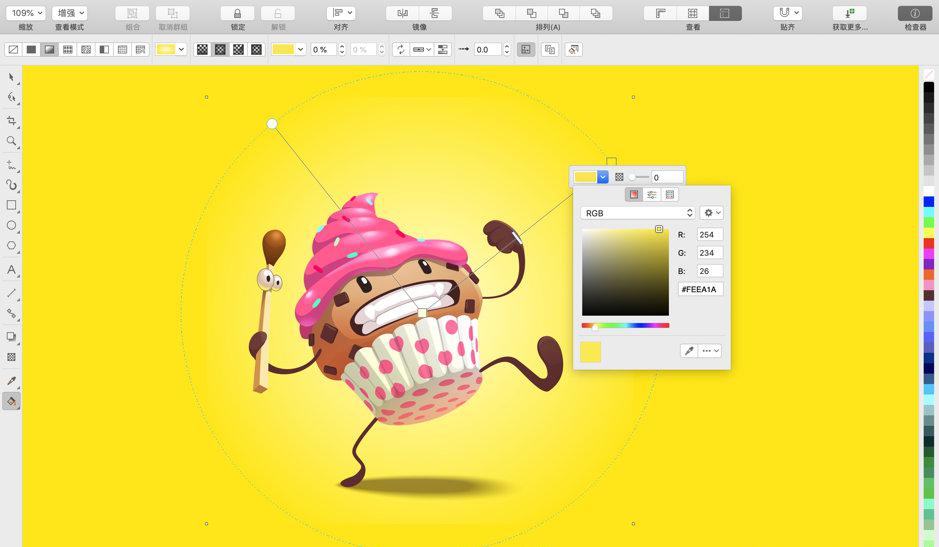 109% 增强
缩放 查看模式 组合 取消群组 锁定 解锁 对齐 镜像 排列(A) 查看 贴齐 获取更多... 检查器
0 % 0 % 0.0
0
RGB
R: 254
G: 234
B: 26
#FEEA1A